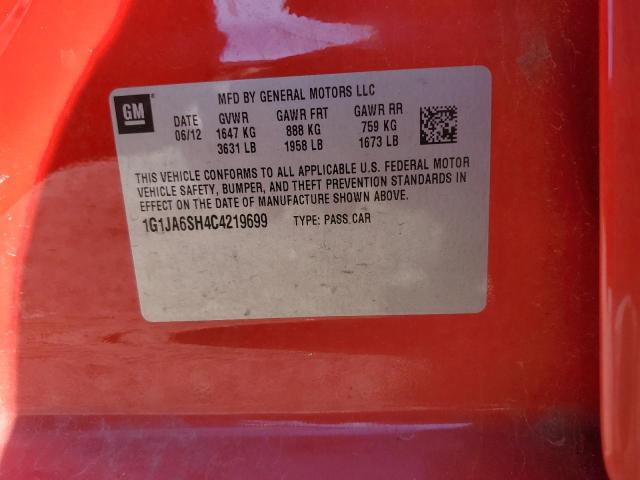 MFD BY GENERAL MOTORS LLC
GM
DATE GVWR GAWR FRT GAWR RR
06/12 1647 KG 888 KG 759 KG
3631 LB 1958 LB 1673 LB
THIS VEHICLE CONFORMS TO ALL APPLICABLE U.S. FEDERAL MOTOR
VEHICLE SAFETY, BUMPER, AND THEFT PREVENTION STANDARDS IN
EFFECT ON THE DATE OF MANUFACTURE SHOWN ABOVE.
1G1JA6SH4C4219699 TYPE: PASS CAR